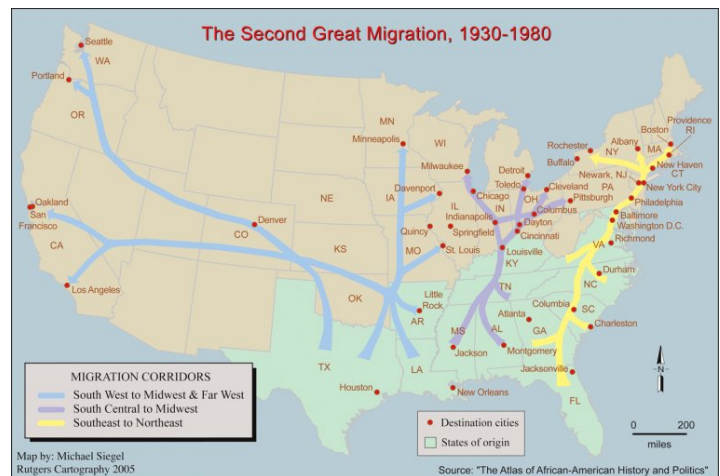 The Second Great Migration, 1930-1980
Seattle
WA
Portland
OR
MN
Minneapolis
WI
Milwaukee
Detroit
Toledo
Rochester
Buffalo
Albany
NY
Boston
MA
Providence
RI
New Haven
CT
Newark, NJ
New York City
PA
Philadelphia
Cleveland
Pittsburgh
OH
Columbus
Chicago
Davenport
IA
NE
IL
IN
Indianapolis
Dayton
Cincinnati
Baltimore
Washington D.C.
Richmond
VA
Oakland
San
Francisco
CA
Denver
CO
KS
Quincy
Springfield
MO
St. Louis
Louisville
KY
Durham
NC
Los Angeles
OK
Little
Rock
AR
TN
Columbia
SC
Charleston
Atlanta
GA
MS
AL
Jackson
Montgomery
Jacksonville
TX
LA
Houston
New Orleans
FL
MIGRATION CORRIDORS
South West to Midwest & Far West
South Central to Midwest
Southeast to Northeast
Destination cities
States of origin
N
0 200
miles
Map by: Michael Siegel
Rutgers Cartography 2005
Source: "The Atlas of African-American History and Politics"